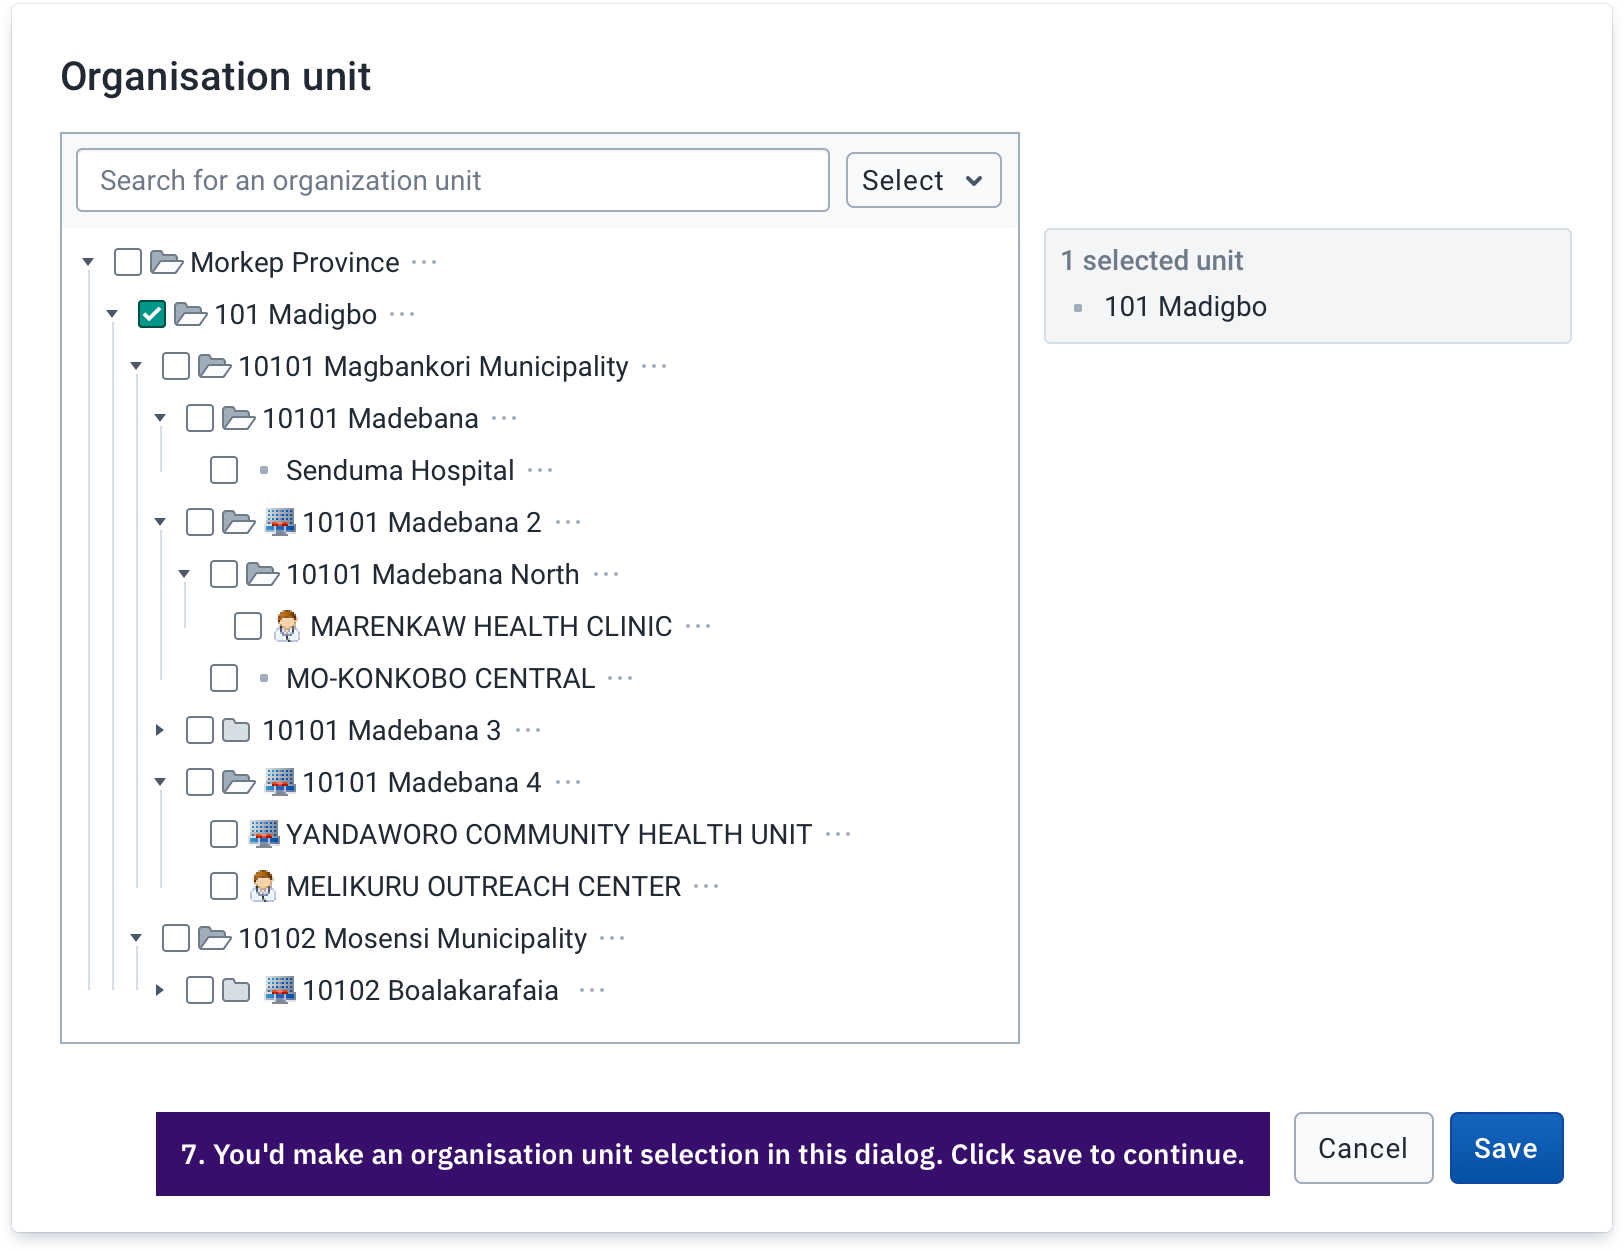 Organisation unit
Search for an organization unit
Select
Morkep Province ···
101 Madigbo ···
10101 Magbankori Municipality ···
10101 Madebana ···
Senduma Hospital ···
10101 Madebana 2 ···
10101 Madebana North ···
MARENKAW HEALTH CLINIC ···
MO-KONKOBO CENTRAL ···
10101 Madebana 3 ···
10101 Madebana 4 ···
YANDAWORO COMMUNITY HEALTH UNIT ···
MELIKURU OUTREACH CENTER ···
10102 Mosensi Municipality ···
10102 Boalakarafaia ···
1 selected unit
101 Madigbo
7. You'd make an organisation unit selection in this dialog. Click save to continue.
Cancel
Save